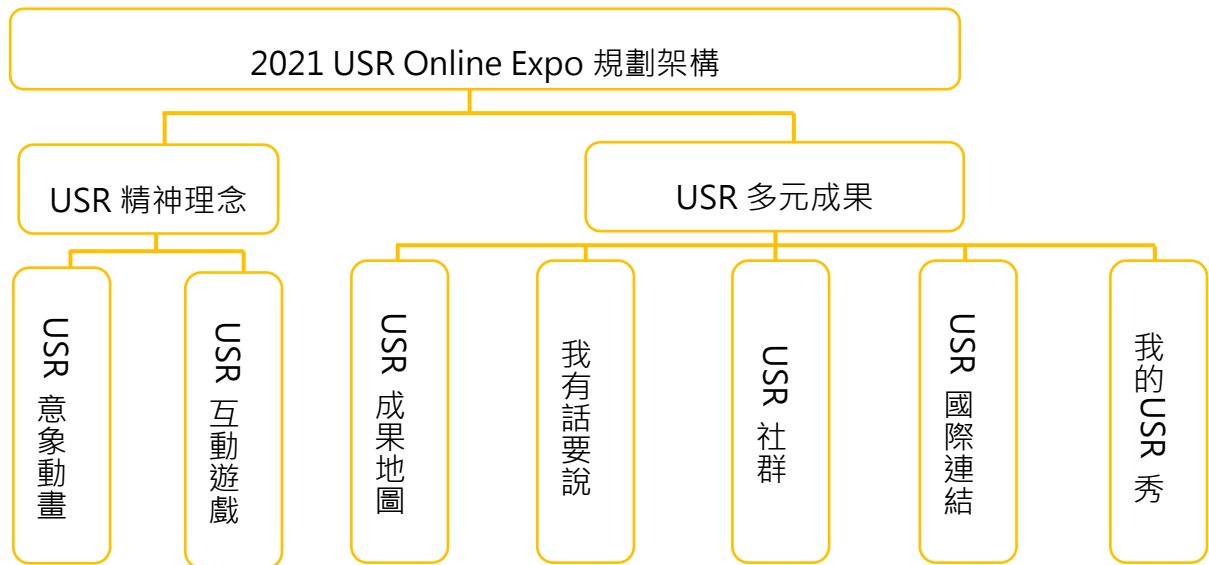 2021 USR Online Expo 規劃架構
USR 精神理念
USR 多元成果
USR 意象動畫
USR 互動遊戲
USR 成果地圖
我有話要說
USR 社群
USR 國際連結
我的USR 秀